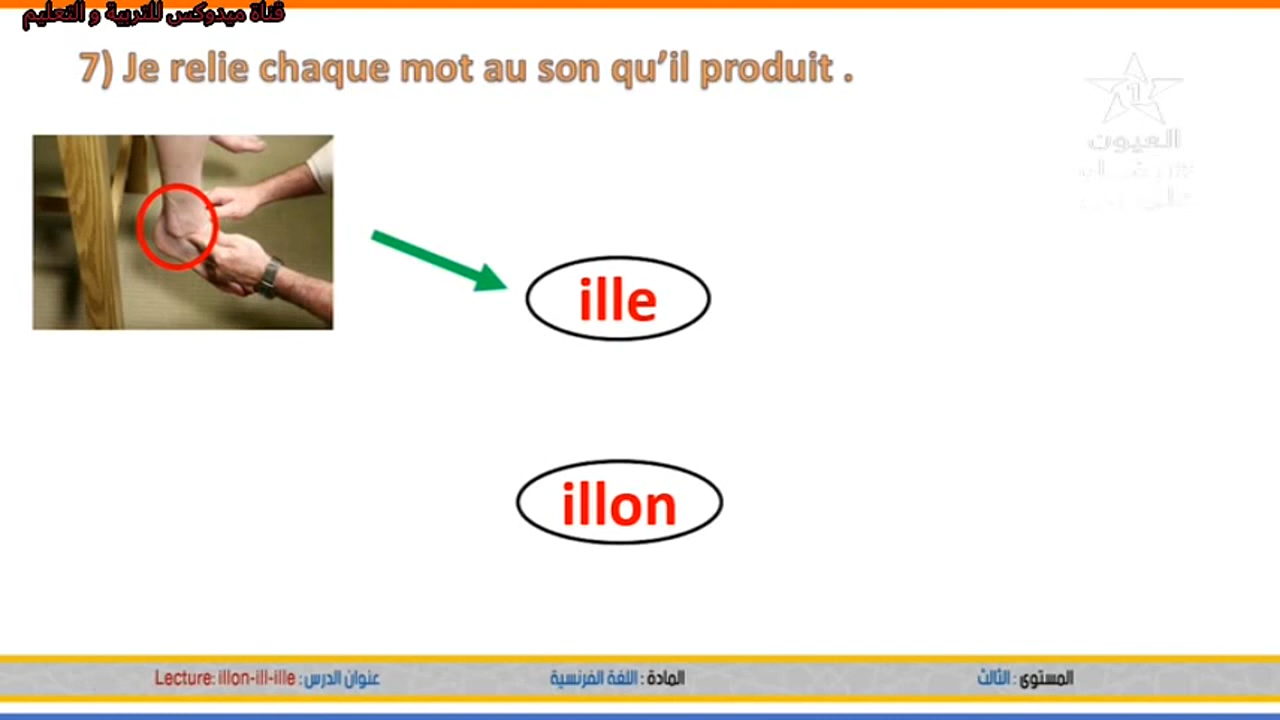 قناة ميدوكس للتربية و التعليم
7) Je relie chaque mot au son qu’il produit .
العيون
ille
illon
المستوى : الثالث
المادة : اللغة الفرنسية
عنوان الدرس : Lecture: illon-ill-ille